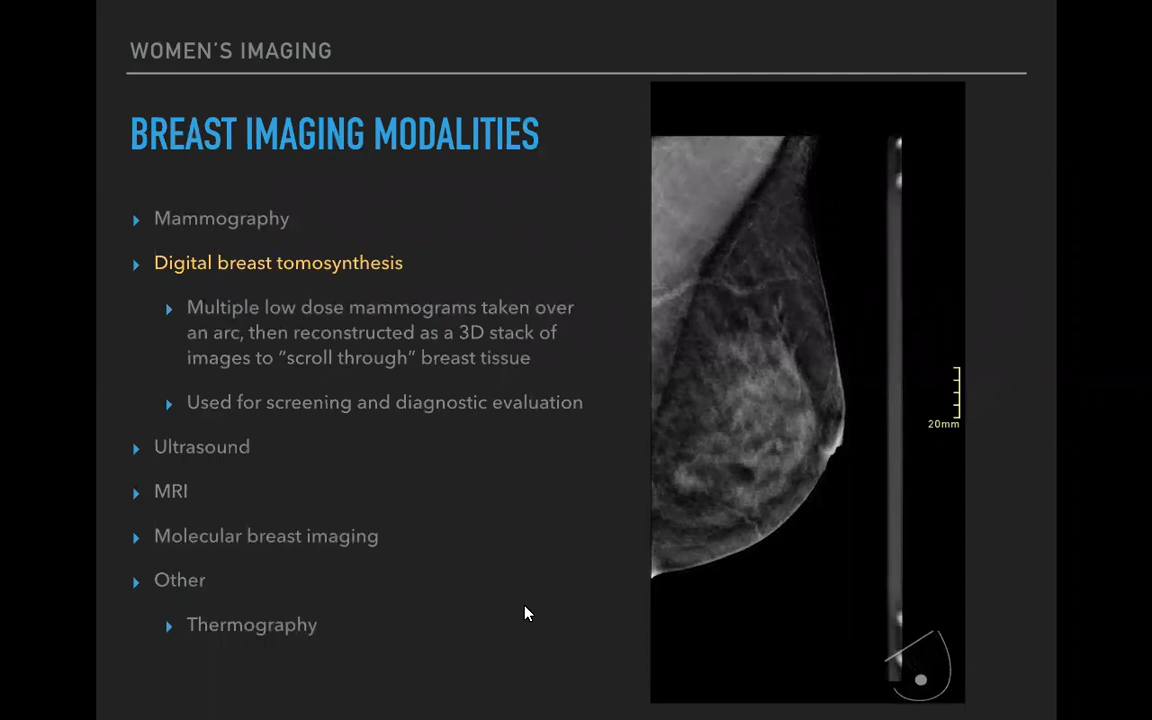 WOMEN'S IMAGING
BREAST IMAGING MODALITIES
Mammography
Digital breast tomosynthesis
Multiple low dose mammograms taken over
an arc, then reconstructed as a 3D stack of
images to “scroll through” breast tissue
Used for screening and diagnostic evaluation
Ultrasound
MRI
Molecular breast imaging
Other
Thermography
20mm